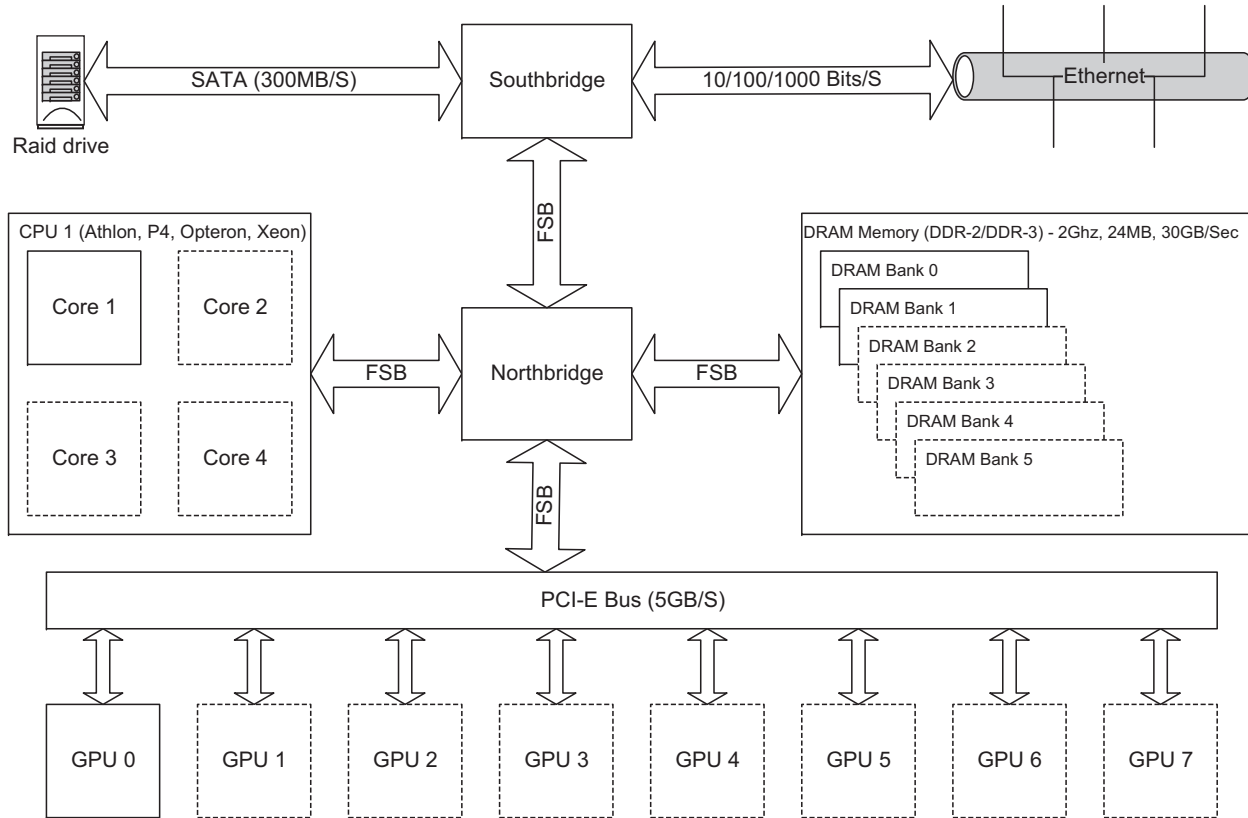 SATA (300MB/S)
Southbridge
10/100/1000 Bits/S
Ethernet
Raid drive
FSB
CPU 1 (Athlon, P4, Opteron, Xeon)
Core 1
Core 2
Core 3
Core 4
FSB
Northbridge
FSB
DRAM Memory (DDR-2/DDR-3) - 2Ghz, 24MB, 30GB/Sec
DRAM Bank 0
DRAM Bank 1
DRAM Bank 2
DRAM Bank 3
DRAM Bank 4
DRAM Bank 5
FSB
PCI-E Bus (5GB/S)
GPU 0
GPU 1
GPU 2
GPU 3
GPU 4
GPU 5
GPU 6
GPU 7